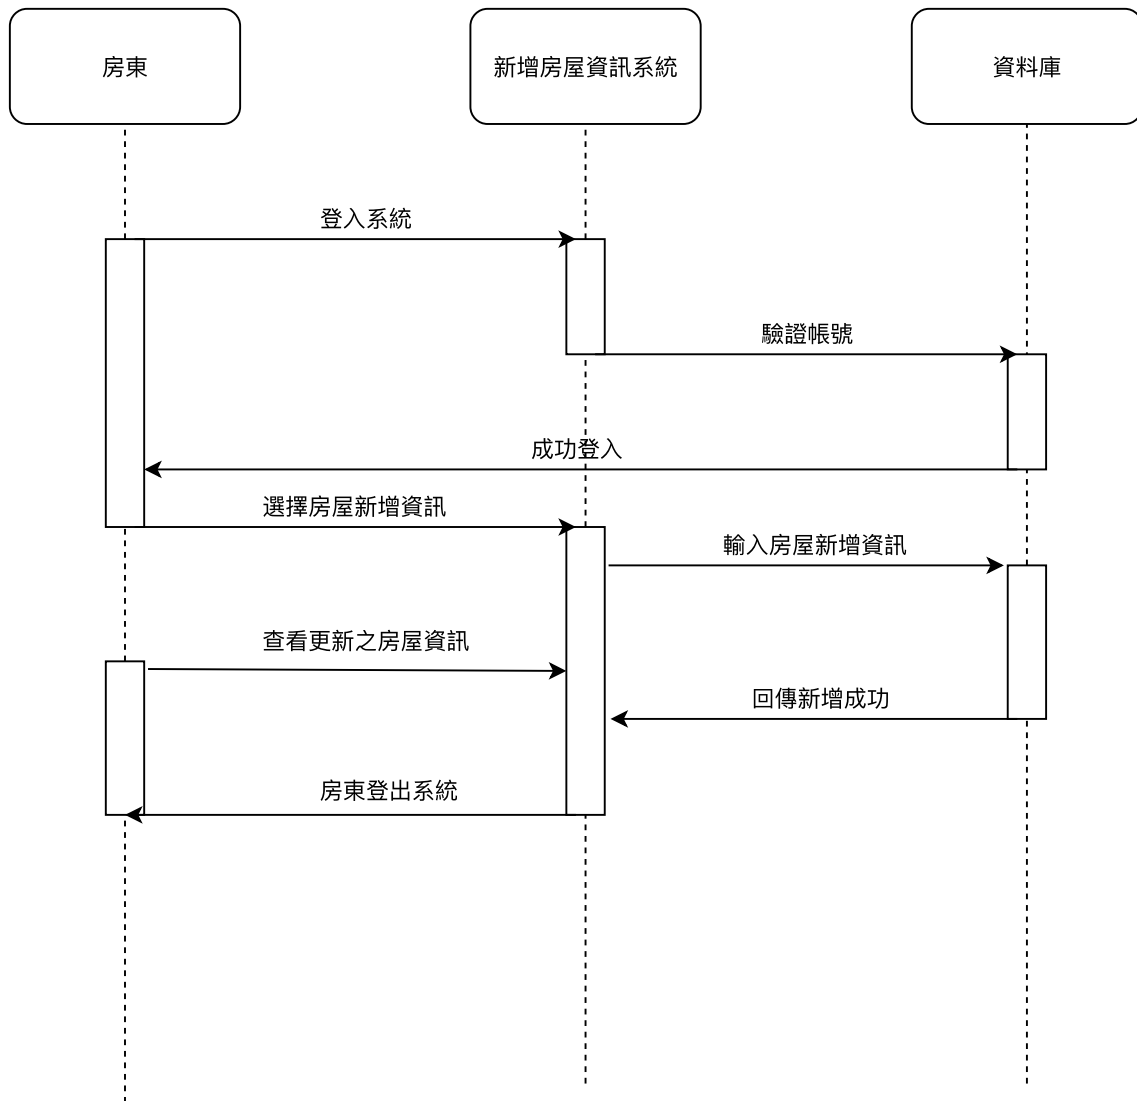 房東
新增房屋資訊系統
資料庫
登入系統
驗證帳號
成功登入
選擇房屋新增資訊
輸入房屋新增資訊
查看更新之房屋資訊
回傳新增成功
房東登出系統